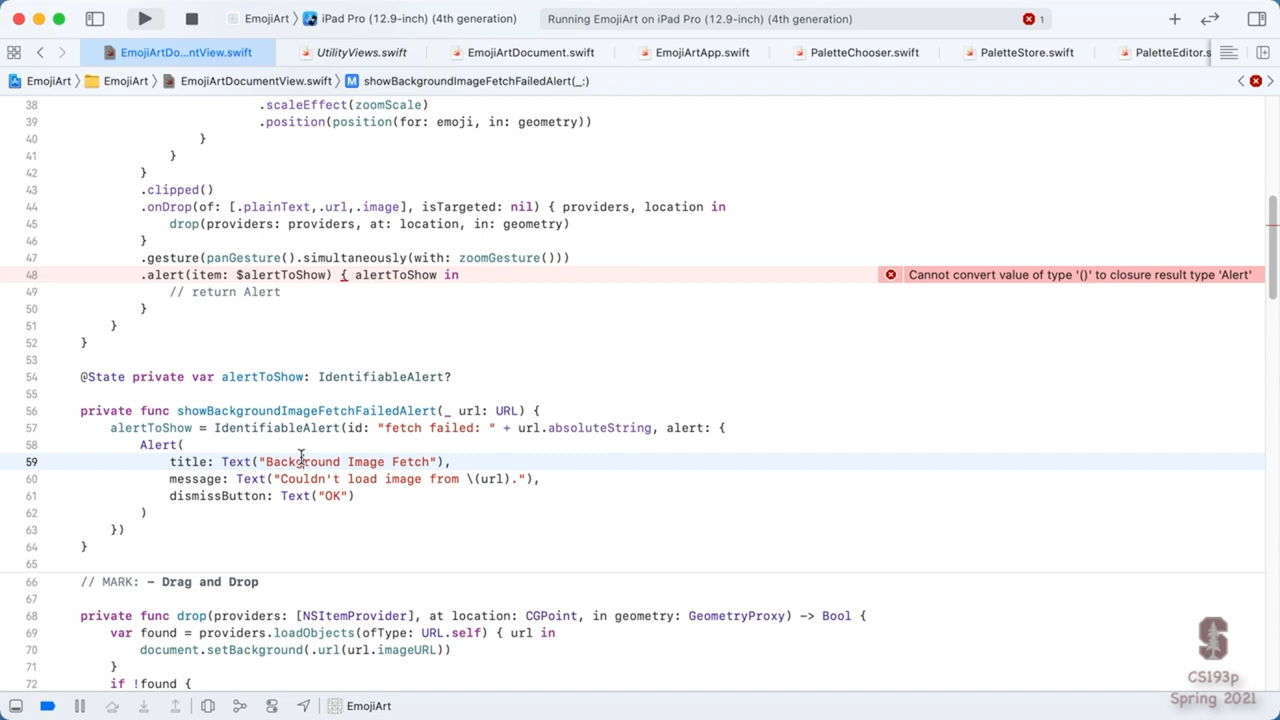 EmojiArt 〉 iPad Pro (12.9-inch) (4th generation)
Running EmojiArt on iPad Pro (12.9-inch) (4th generation)
1
EmojiArtDo...ntView.swift
UtilityViews.swift
EmojiArtDocument.swift
EmojiArtApp.swift
PaletteChooser.swift
PaletteStore.swift
PaletteEditor.s
EmojiArt 〉 EmojiArt 〉 EmojiArtDocumentView.swift 〉 M showBackgroundImageFetchFailedAlert(_:)
38 .scaleEffect(zoomScale)
39 .position(position(for: emoji, in: geometry))
40 }
41 }
42 }
43 .clipped()
44 .onDrop(of: [.plainText,.url,.image], isTargeted: nil) { providers, location in
45 drop(providers: providers, at: location, in: geometry)
46 }
47 .gesture(panGesture().simultaneously(with: zoomGesture()))
48 .alert(item: $alertToShow) { alertToShow in
Cannot convert value of type '()' to closure result type 'Alert'
49 // return Alert
50 }
51 }
52 }
53
54 @State private var alertToShow: IdentifiableAlert?
55
56 private func showBackgroundImageFetchFailedAlert(_ url: URL) {
57 alertToShow = IdentifiableAlert(id: "fetch failed: " + url.absoluteString, alert: {
58 Alert(
59 title: Text("Background Image Fetch"),
60 message: Text("Couldn't load image from \(url)."),
61 dismissButton: Text("OK")
62 )
63 })
64 }
65
66 // MARK: - Drag and Drop
67
68 private func drop(providers: [NSItemProvider], at location: CGPoint, in geometry: GeometryProxy) -> Bool {
69 var found = providers.loadObjects(ofType: URL.self) { url in
70 document.setBackground(.url(url.imageURL))
71 }
72 if !found {
CS193p
Spring 2021
EmojiArt